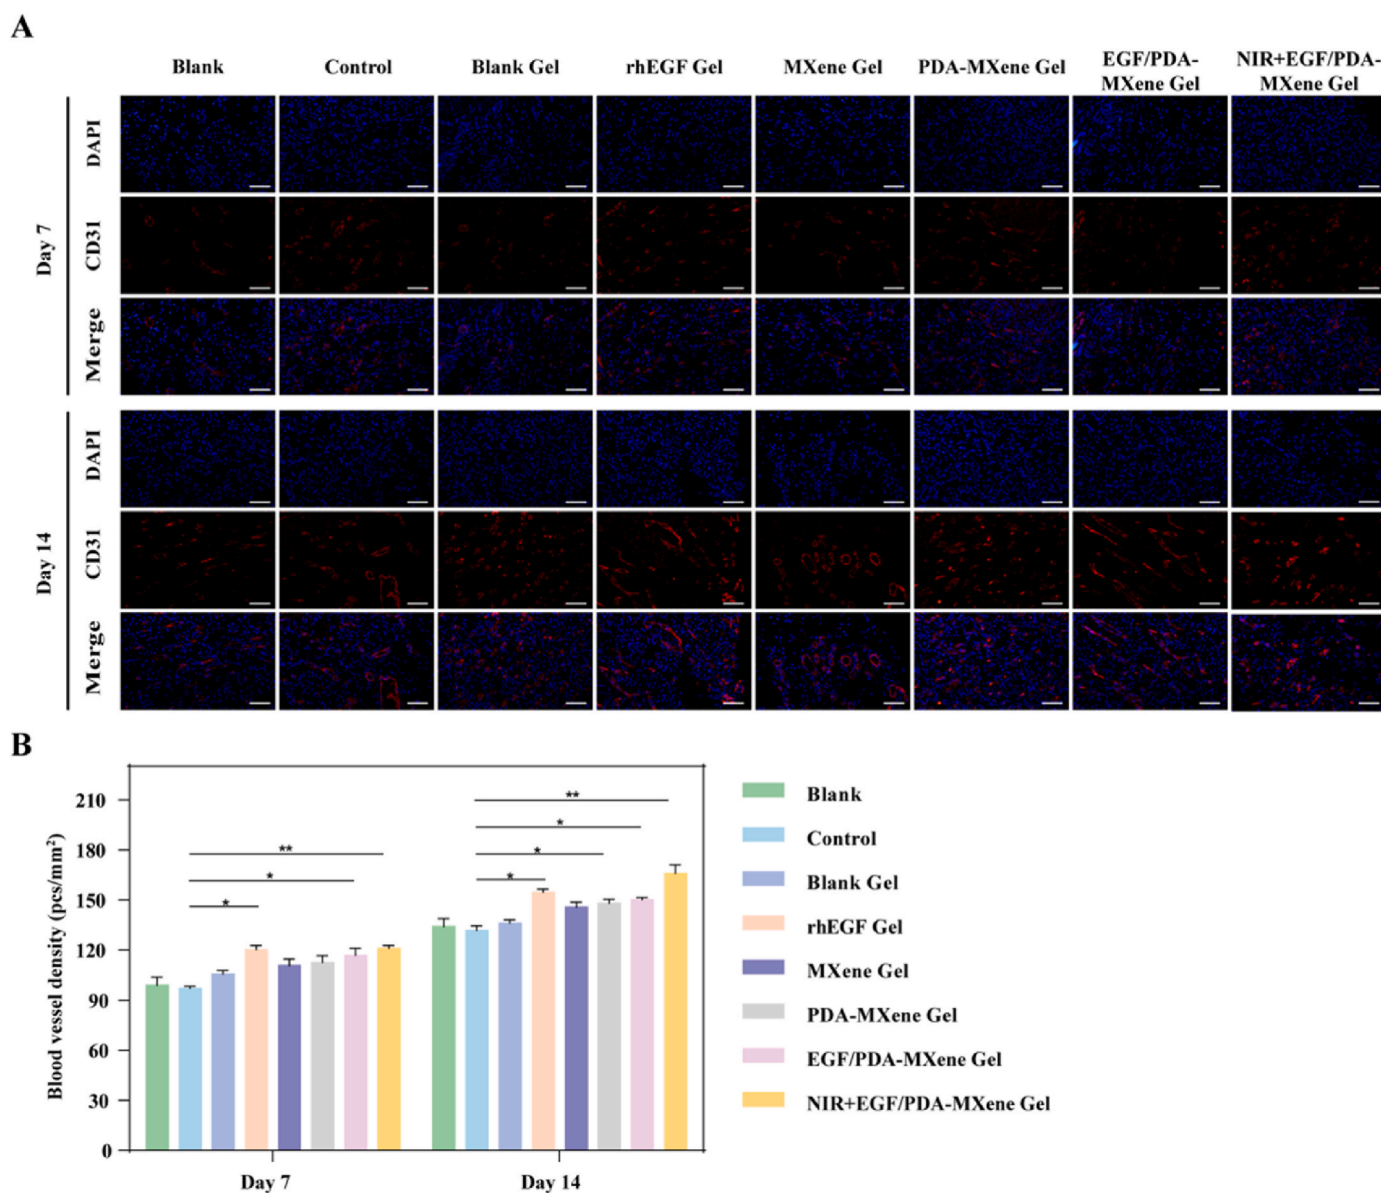 A
Blank
Control
Blank Gel
rhEGF Gel
MXene Gel
PDA-MXene Gel
EGF/PDA-
MXene Gel
NIR+EGF/PDA-
MXene Gel
Day 7
DAPI
CD31
Merge
Day 14
DAPI
CD31
Merge
B
Blood vessel density (pcs/mm²)
210
180
150
120
90
60
30
0
**
*
*
**
*
*
*
Day 7
Day 14
Blank
Control
Blank Gel
rhEGF Gel
MXene Gel
PDA-MXene Gel
EGF/PDA-MXene Gel
NIR+EGF/PDA-MXene Gel